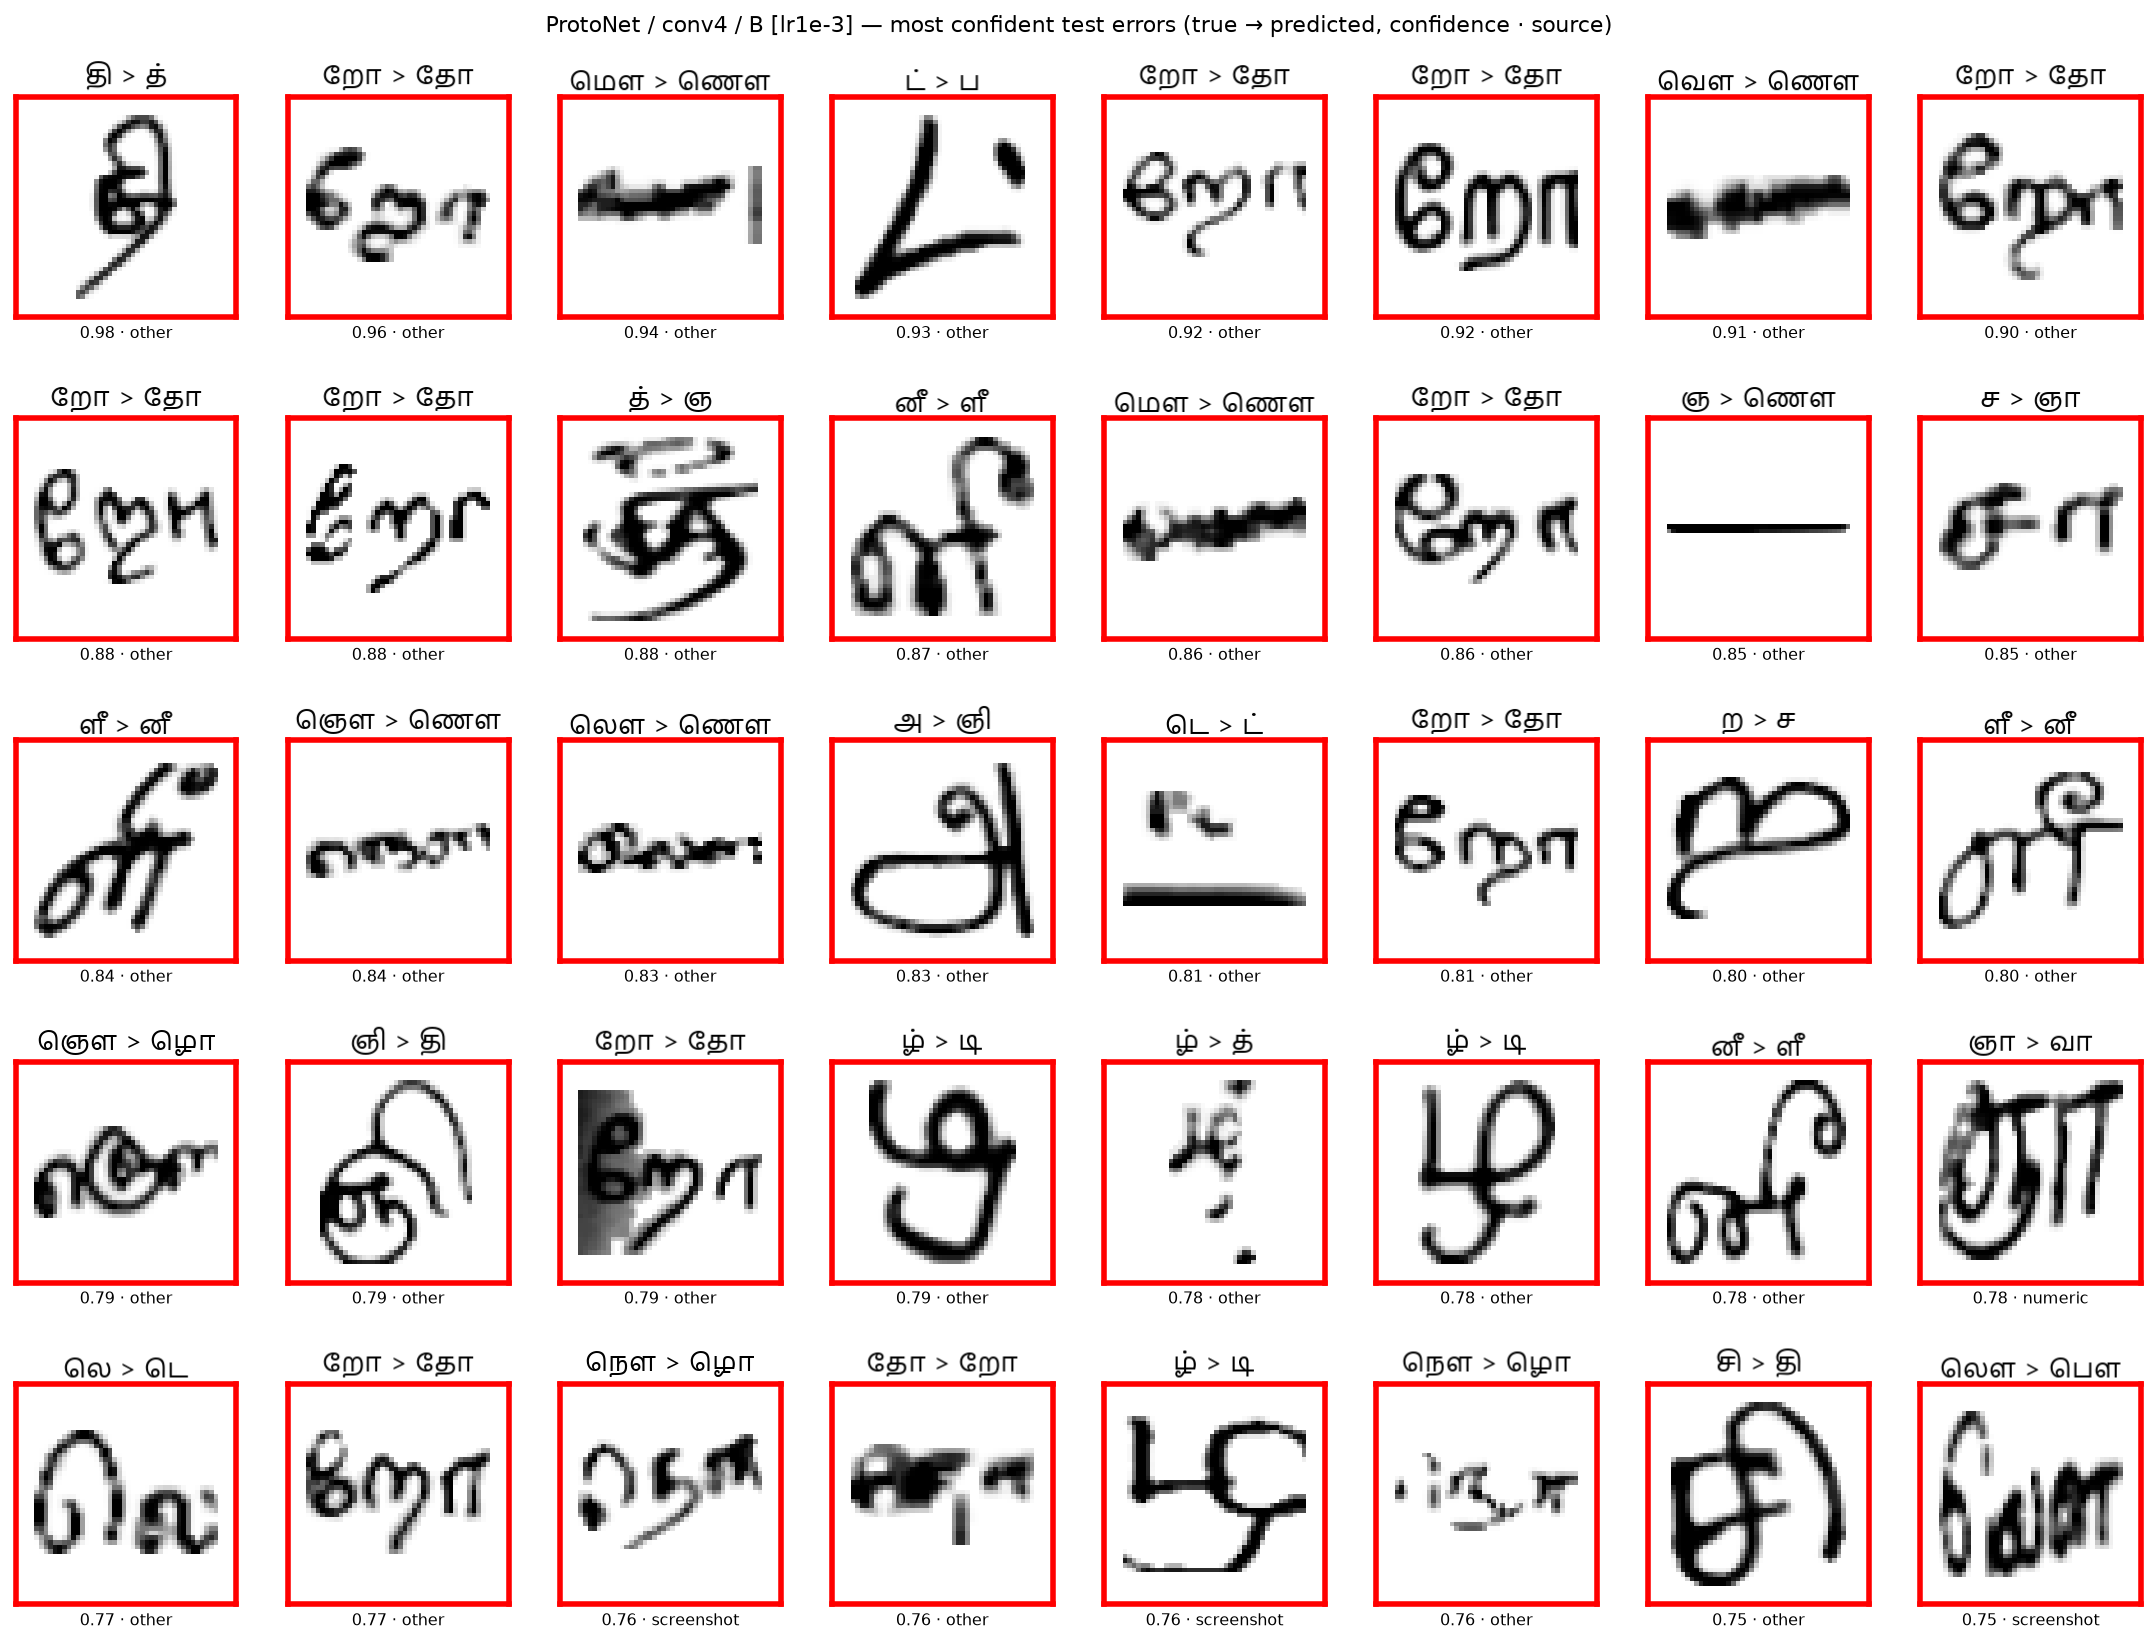 ProtoNet / conv4 / B [lr1e-3] — most confident test errors (true → predicted, confidence · source)
தி > த் றோ > தோ மௌ > ணௌ ட் > ப றோ > தோ றோ > தோ வௌ > ணௌ றோ > தோ
0.98 · other 0.96 · other 0.94 · other 0.93 · other 0.92 · other 0.92 · other 0.91 · other 0.90 · other
றோ > தோ றோ > தோ த் > ஞ னீ > ளீ மௌ > ணௌ றோ > தோ ஞ > ணௌ ச > ஞா
0.88 · other 0.88 · other 0.88 · other 0.87 · other 0.86 · other 0.86 · other 0.85 · other 0.85 · other
ளீ > னீ ஞௌ > ணௌ லௌ > ணௌ அ > ஞி டெ > ட் றோ > தோ ற > ச ளீ > னீ
0.84 · other 0.84 · other 0.83 · other 0.83 · other 0.81 · other 0.81 · other 0.80 · other 0.80 · other
ஞௌ > ழொ ஞி > தி றோ > தோ ழ் > டி ழ் > த் ழ் > டி னீ > ளீ ஞா > வா
0.79 · other 0.79 · other 0.79 · other 0.79 · other 0.78 · other 0.78 · other 0.78 · other 0.78 · numeric
லெ > டெ றோ > தோ நௌ > ழொ தோ > றோ ழ் > டி நௌ > ழொ சி > தி லௌ > பௌ
0.77 · other 0.77 · other 0.76 · screenshot 0.76 · other 0.76 · screenshot 0.76 · other 0.75 · other 0.75 · screenshot